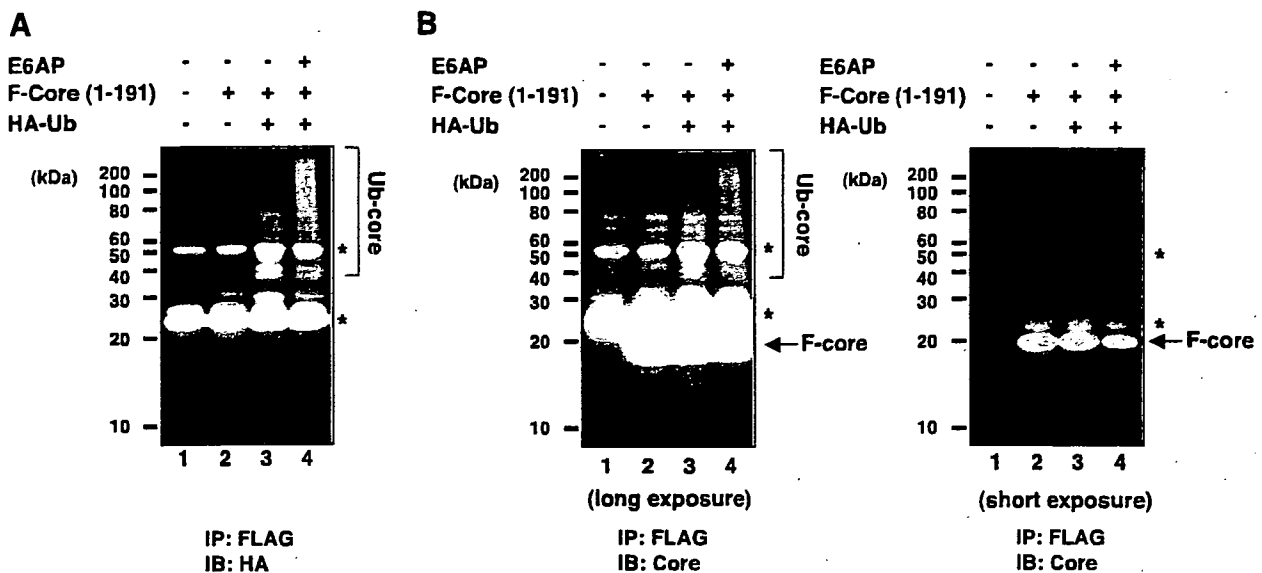 A
E6AP - - - +
F-Core (1-191) - + + +
HA-Ub - - + +
(kDa)
200
100
80
60
50
40
30
20
10
Ub-core
*
*
1 2 3 4
IP: FLAG
IB: HA
B
E6AP - - - +
F-Core (1-191) - + + +
HA-Ub - - + +
(kDa)
200
100
80
60
50
40
30
20
10
Ub-core
*
*
F-core
1 2 3 4
(long exposure)
IP: FLAG
IB: Core
E6AP - - - +
F-Core (1-191) - + + +
HA-Ub - - + +
(kDa)
200
100
80
60
50
40
30
20
10
*
*
F-core
1 2 3 4
(short exposure)
IP: FLAG
IB: Core